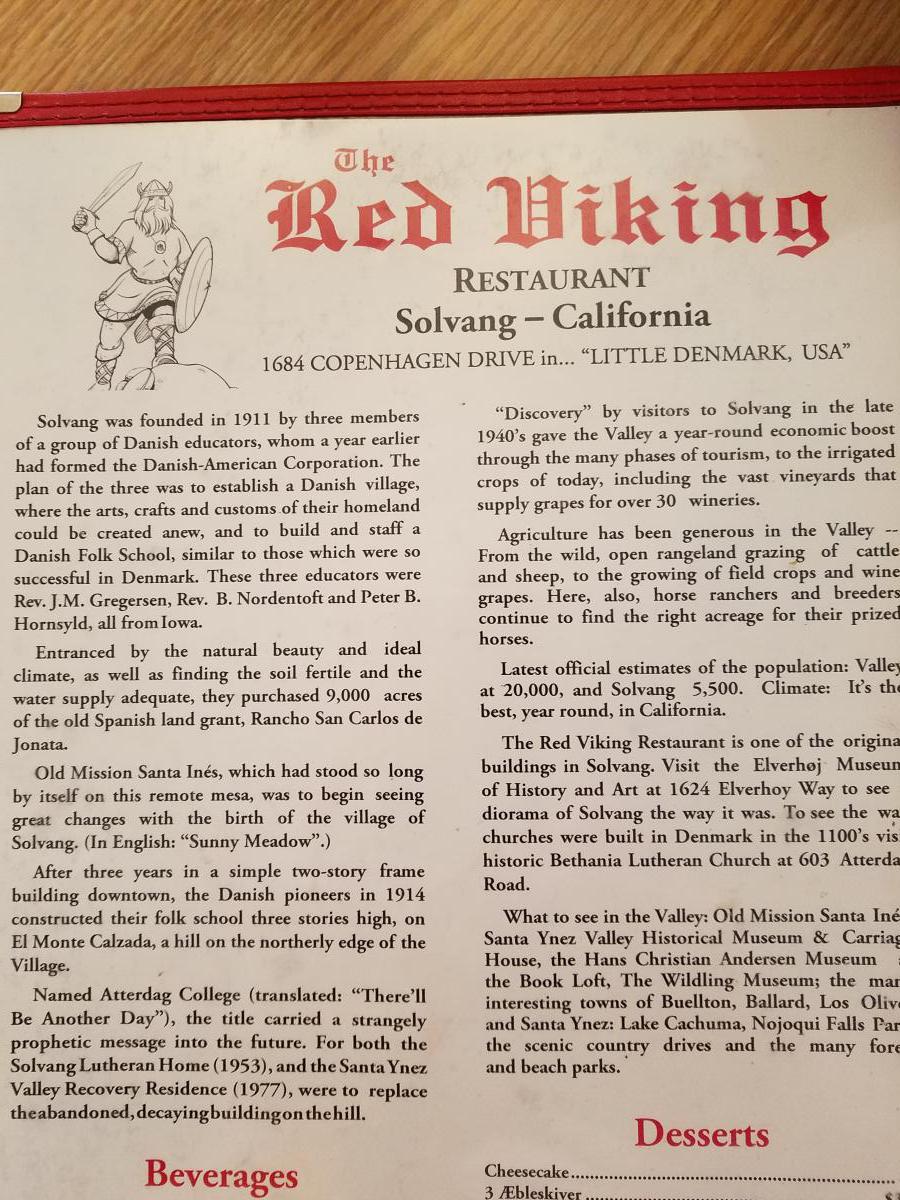 The
Red Viking
RESTAURANT
Solvang – California
1684 COPENHAGEN DRIVE in... “LITTLE DENMARK, USA”
Solvang was founded in 1911 by three members
of a group of Danish educators, whom a year earlier
had formed the Danish-American Corporation. The
plan of the three was to establish a Danish village,
where the arts, crafts and customs of their homeland
could be created anew, and to build and staff a
Danish Folk School, similar to those which were so
successful in Denmark. These three educators were
Rev. J.M. Gregersen, Rev. B. Nordentoft and Peter B.
Hornsyld, all from Iowa.
Entranced by the natural beauty and ideal
climate, as well as finding the soil fertile and the
water supply adequate, they purchased 9,000 acres
of the old Spanish land grant, Rancho San Carlos de
Jonata.
Old Mission Santa Inés, which had stood so long
by itself on this remote mesa, was to begin seeing
great changes with the birth of the village of
Solvang. (In English: “Sunny Meadow”.)
After three years in a simple two-story frame
building downtown, the Danish pioneers in 1914
constructed their folk school three stories high, on
El Monte Calzada, a hill on the northerly edge of the
Village.
Named Atterdag College (translated: “There’ll
Be Another Day”), the title carried a strangely
prophetic message into the future. For both the
Solvang Lutheran Home (1953), and the Santa Ynez
Valley Recovery Residence (1977), were to replace
the abandoned, decaying building on the hill.
Beverages
“Discovery” by visitors to Solvang in the late
1940’s gave the Valley a year-round economic boost
through the many phases of tourism, to the irrigated
crops of today, including the vast vineyards that
supply grapes for over 30 wineries.
Agriculture has been generous in the Valley --
From the wild, open rangeland grazing of cattle
and sheep, to the growing of field crops and wine
grapes. Here, also, horse ranchers and breeders
continue to find the right acreage for their prized
horses.
Latest official estimates of the population: Valley
at 20,000, and Solvang 5,500. Climate: It’s the
best, year round, in California.
The Red Viking Restaurant is one of the
buildings in Solvang. Visit the Elverhøj
of History and Art at 1624 Elverhoy Way to see
diorama of Solvang the way it was. To see the
churches were built in Denmark in the 1100’s
historic Bethania Lutheran Church at 603
Road.
What to see in the Valley: Old Mission Santa
Santa Ynez Valley Historical Museum &
House, the Hans Christian Andersen Museum
the Book Loft, The Wildling Museum; the
interesting towns of Buellton, Ballard, Los
and Santa Ynez: Lake Cachuma, Nojoqui Falls
the scenic country drives and the many
and beach parks.
Desserts
Cheesecake
3 Æbleskiver